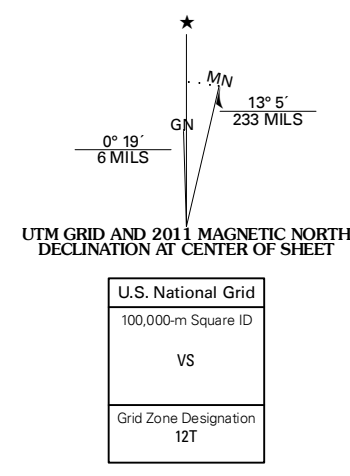 ★
MN
13° 5´
233 MILS
GN
0° 19´
6 MILS
UTM GRID AND 2011 MAGNETIC NORTH
DECLINATION AT CENTER OF SHEET
U.S. National Grid
100,000-m Square ID
VS
Grid Zone Designation
12T